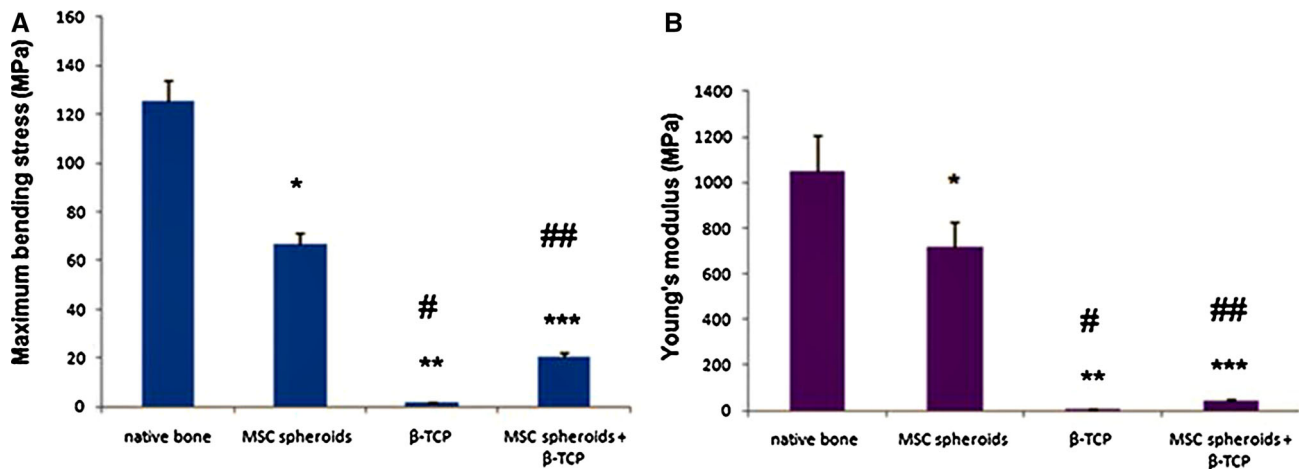 A
Maximum bending stress (MPa)
160
140
120
100
80
60
40
20
0
*
#
**
##
***
native bone
MSC spheroids
β-TCP
MSC spheroids +
β-TCP
B
Young's modulus (MPa)
1400
1200
1000
800
600
400
200
0
*
#
**
##
***
native bone
MSC spheroids
β-TCP
MSC spheroids +
β-TCP